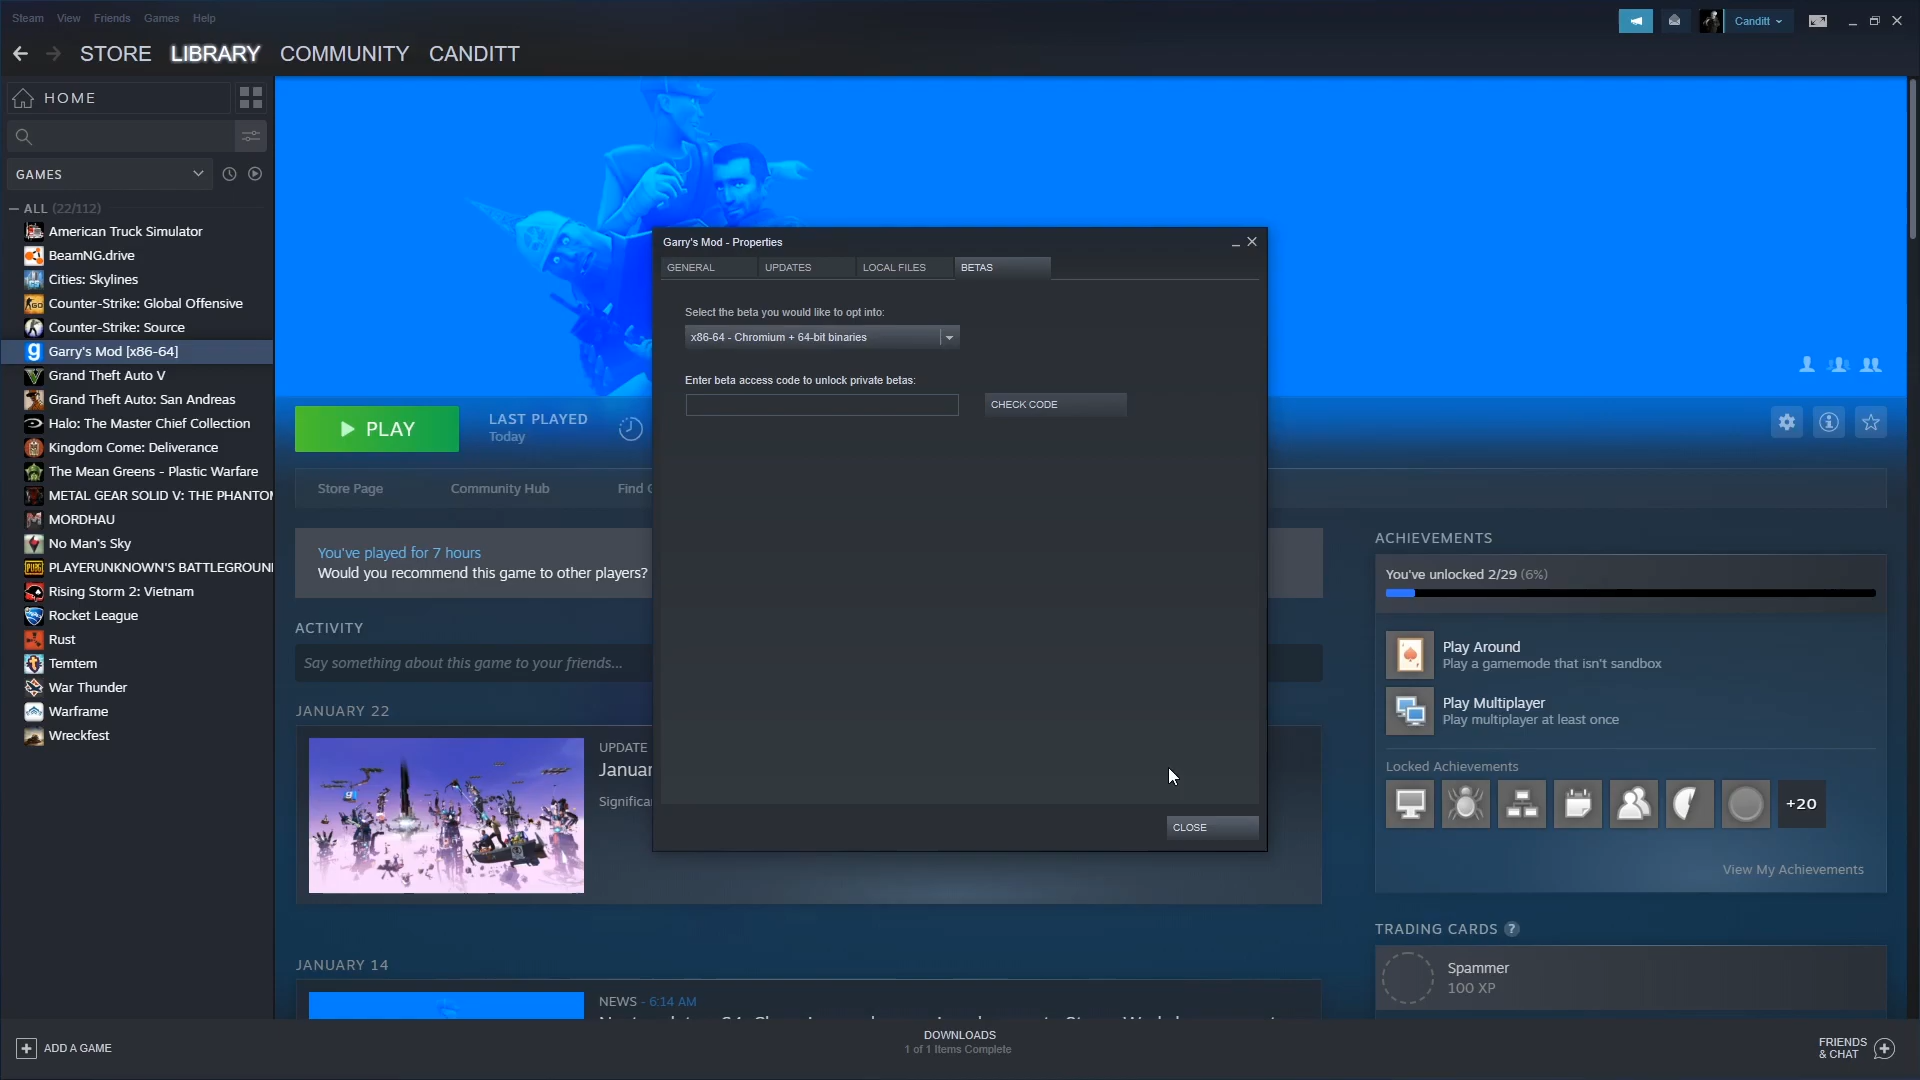 Steam View Friends Games Help
Canditt
STORE LIBRARY COMMUNITY CANDITT
HOME
GAMES
ALL (22/112)
American Truck Simulator
BeamNG.drive
Cities: Skylines
Counter-Strike: Global Offensive
Counter-Strike: Source
Garry's Mod [x86-64]
Grand Theft Auto V
Grand Theft Auto: San Andreas
Halo: The Master Chief Collection
Kingdom Come: Deliverance
The Mean Greens - Plastic Warfare
METAL GEAR SOLID V: THE PHANTOM
MORDHAU
No Man's Sky
PLAYERUNKNOWN'S BATTLEGROUN
Rising Storm 2: Vietnam
Rocket League
Rust
Temtem
War Thunder
Warframe
Wreckfest
Garry's Mod - Properties
GENERAL UPDATES LOCAL FILES BETAS
Select the beta you would like to opt into:
x86-64 - Chromium + 64-bit binaries
Enter beta access code to unlock private betas:
CHECK CODE
CLOSE
PLAY
LAST PLAYED
Today
Store Page Community Hub Find
You've played for 7 hours
Would you recommend this game to other players?
ACTIVITY
Say something about this game to your friends...
JANUARY 22
UPDATE
Januar
Significa
JANUARY 14
NEWS - 6:14 AM
ACHIEVEMENTS
You've unlocked 2/29 (6%)
Play Around
Play a gamemode that isn't sandbox
Play Multiplayer
Play multiplayer at least once
Locked Achievements
+20
View My Achievements
TRADING CARDS ?
Spammer
100 XP
ADD A GAME
DOWNLOADS
1 of 1 Items Complete
FRIENDS
& CHAT